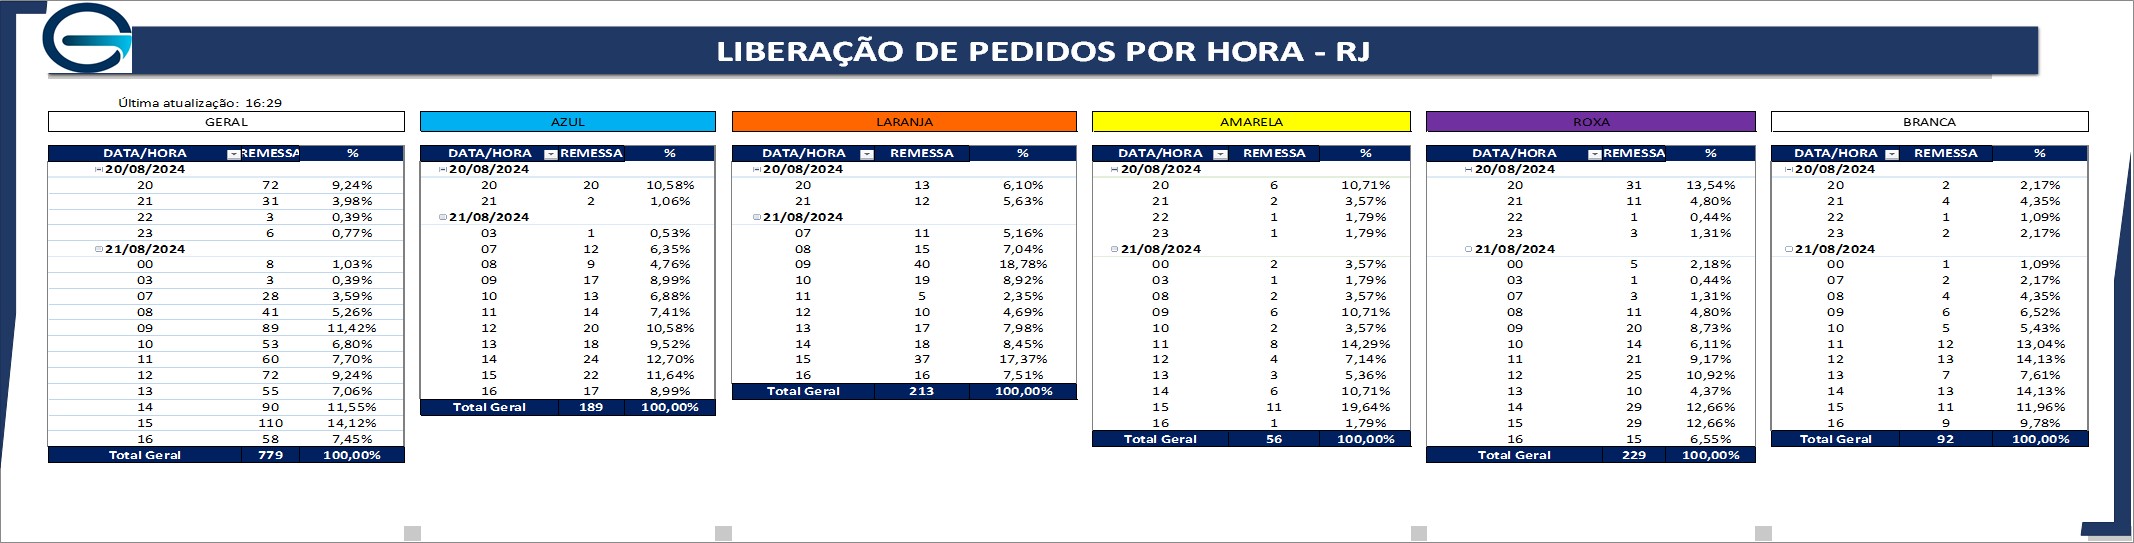 LIBERAÇÃO DE PEDIDOS POR HORA - RJ
Última atualização: 16:29
GERAL
DATA/HORA REMESSA %
20/08/2024
20 72 9,24%
21 31 3,98%
22 3 0,39%
23 6 0,77%
21/08/2024
00 8 1,03%
03 3 0,39%
07 28 3,59%
08 41 5,26%
09 89 11,42%
10 53 6,80%
11 60 7,70%
12 72 9,24%
13 55 7,06%
14 90 11,55%
15 110 14,12%
16 58 7,45%
Total Geral 779 100,00%
AZUL
DATA/HORA REMESSA %
20/08/2024
20 20 10,58%
21 2 1,06%
21/08/2024
03 1 0,53%
07 12 6,35%
08 9 4,76%
09 17 8,99%
10 13 6,88%
11 14 7,41%
12 20 10,58%
13 18 9,52%
14 24 12,70%
15 22 11,64%
16 17 8,99%
Total Geral 189 100,00%
LARANJA
DATA/HORA REMESSA %
20/08/2024
20 13 6,10%
21 12 5,63%
21/08/2024
07 11 5,16%
08 15 7,04%
09 40 18,78%
10 19 8,92%
11 5 2,35%
12 10 4,69%
13 17 7,98%
14 18 8,45%
15 37 17,37%
16 16 7,51%
Total Geral 213 100,00%
AMARELA
DATA/HORA REMESSA %
20/08/2024
20 6 10,71%
21 2 3,57%
22 1 1,79%
23 1 1,79%
21/08/2024
00 2 3,57%
03 1 1,79%
08 2 3,57%
09 6 10,71%
10 2 3,57%
11 8 14,29%
12 4 7,14%
13 3 5,36%
14 6 10,71%
15 11 19,64%
16 1 1,79%
Total Geral 56 100,00%
ROXA
DATA/HORA REMESSA %
20/08/2024
20 31 13,54%
21 11 4,80%
22 1 0,44%
23 3 1,31%
21/08/2024
00 5 2,18%
03 1 0,44%
07 3 1,31%
08 11 4,80%
09 20 8,73%
10 14 6,11%
11 21 9,17%
12 25 10,92%
13 10 4,37%
14 29 12,66%
15 29 12,66%
16 15 6,55%
Total Geral 229 100,00%
BRANCA
DATA/HORA REMESSA %
20/08/2024
20 2 2,17%
21 4 4,35%
22 1 1,09%
23 2 2,17%
21/08/2024
00 1 1,09%
07 2 2,17%
08 4 4,35%
09 6 6,52%
10 5 5,43%
11 12 13,04%
12 13 14,13%
13 7 7,61%
14 13 14,13%
15 11 11,96%
16 9 9,78%
Total Geral 92 100,00%